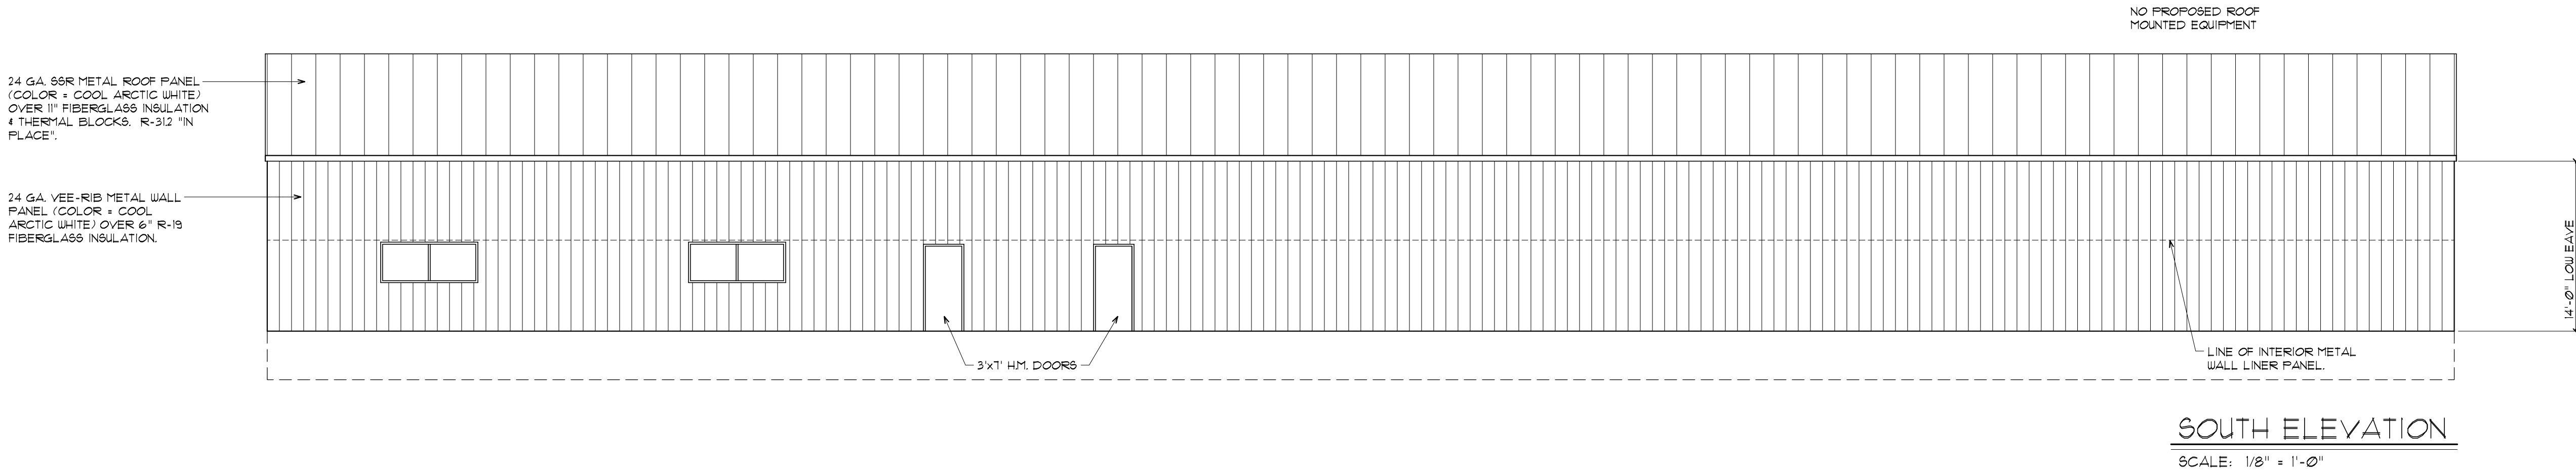 NO PROPOSED ROOF
MOUNTED EQUIPMENT
24 GA. SSR METAL ROOF PANEL
(COLOR = COOL ARCTIC WHITE)
OVER 11" FIBERGLASS INSULATION
& THERMAL BLOCKS. R-31.2 "IN
PLACE".
24 GA. VEE-RIB METAL WALL
PANEL (COLOR = COOL
ARCTIC WHITE) OVER 6" R-19
FIBERGLASS INSULATION.
14'-0" LOW EAVE
3'x7' H.M. DOORS
LINE OF INTERIOR METAL
WALL LINER PANEL.
SOUTH ELEVATION
SCALE: 1/8" = 1'-0"